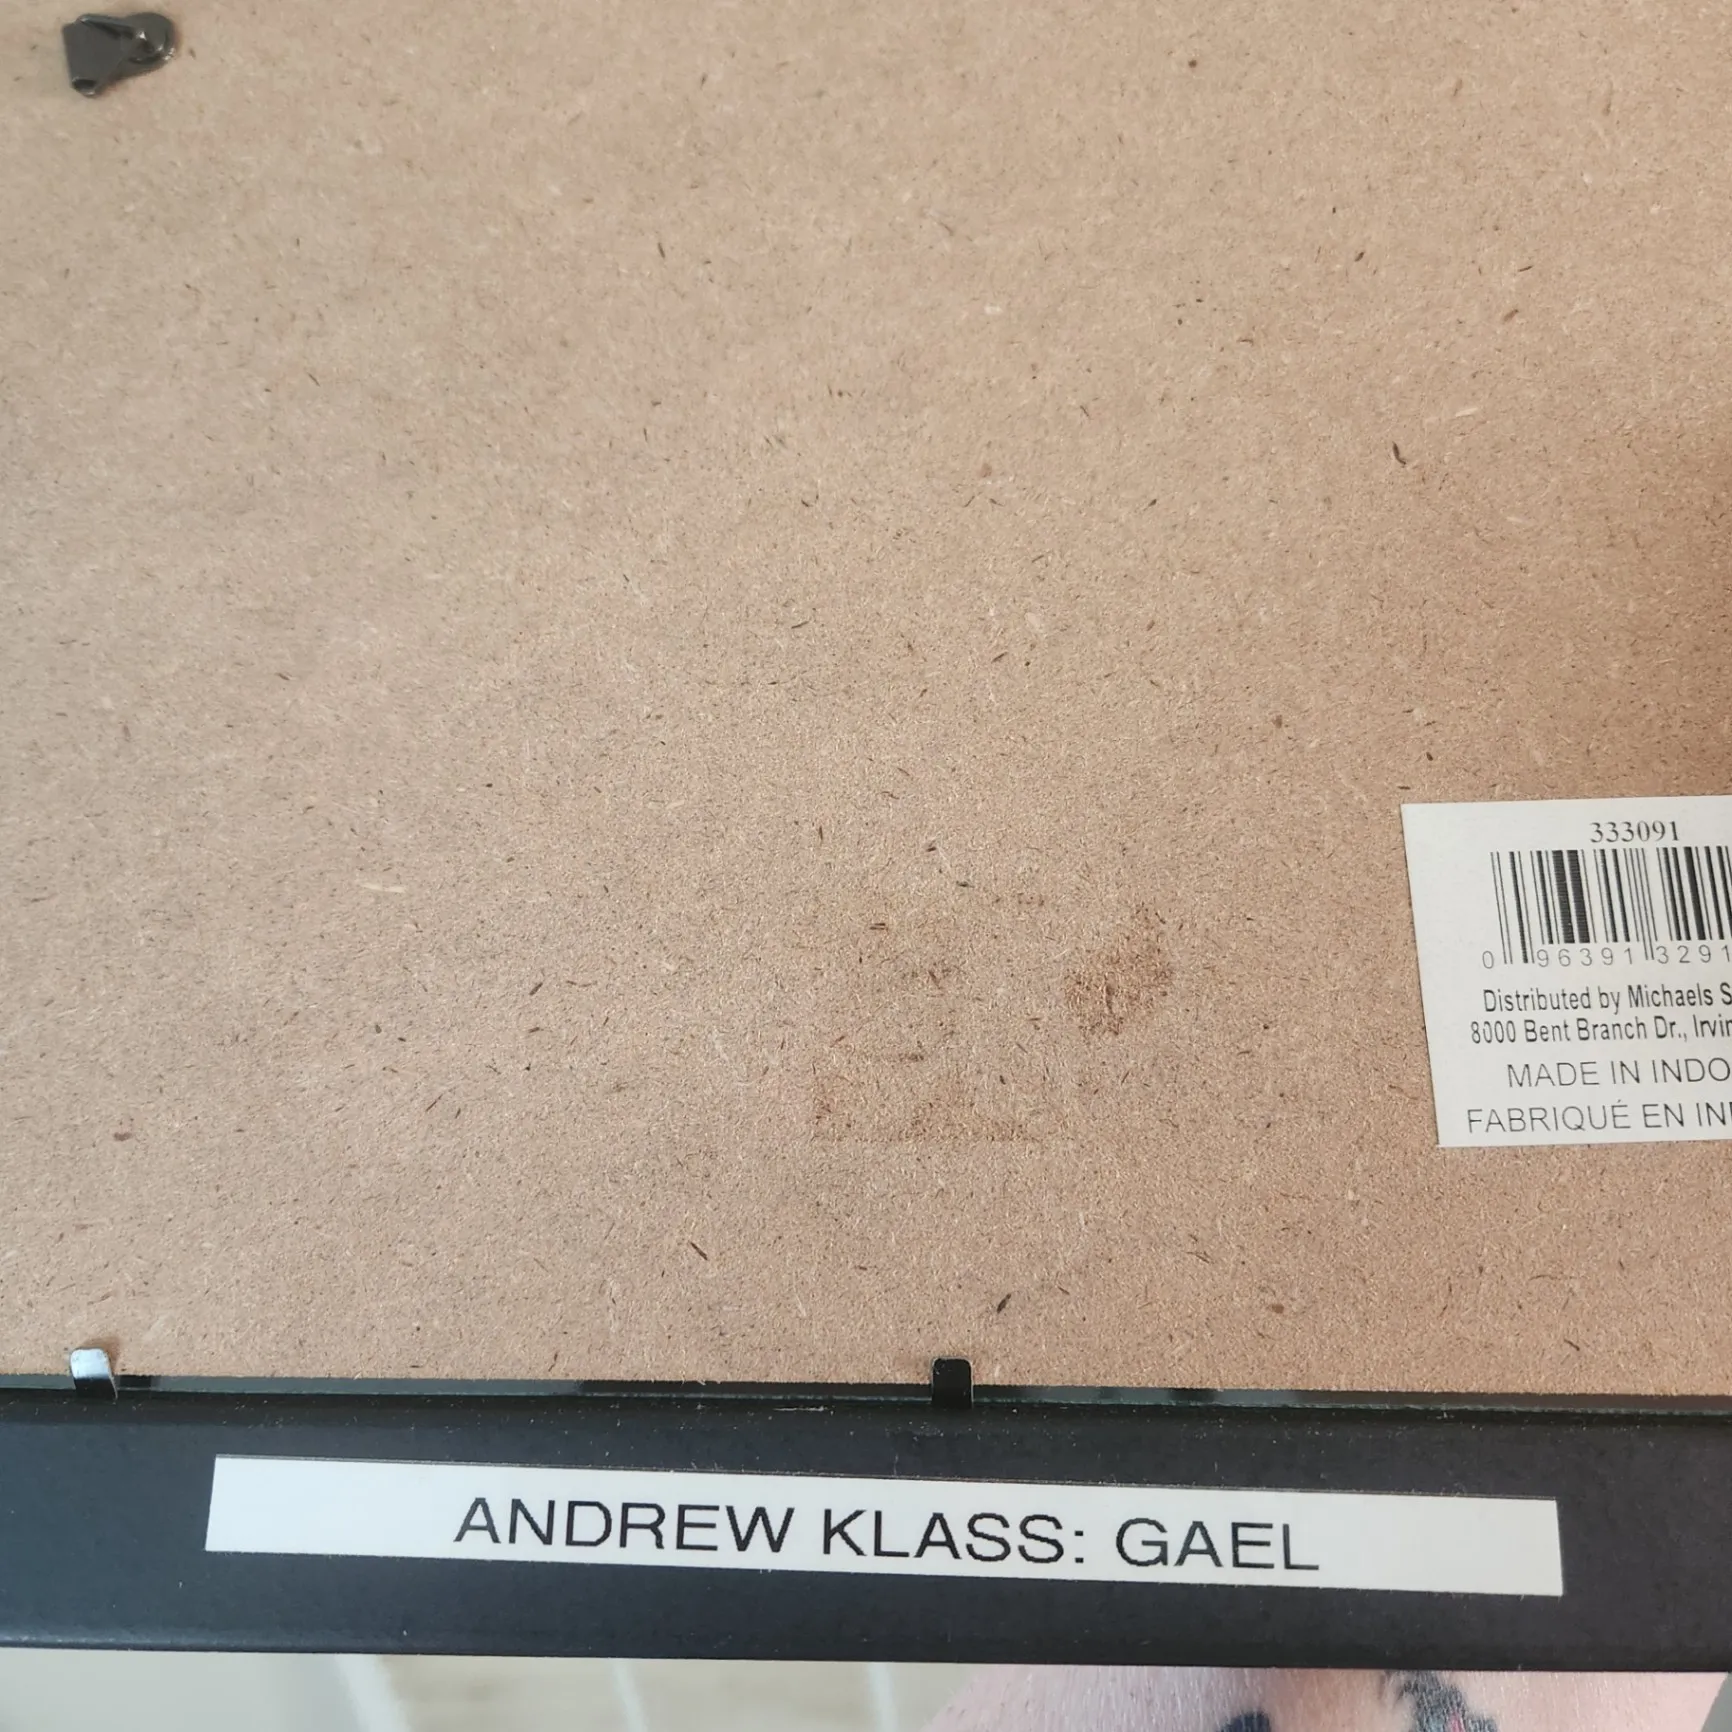 333091
0 96391 3291
Distributed by Michaels S
8000 Bent Branch Dr., Irvin
MADE IN INDO
FABRIQUÉ EN IN
ANDREW KLASS: GAEL